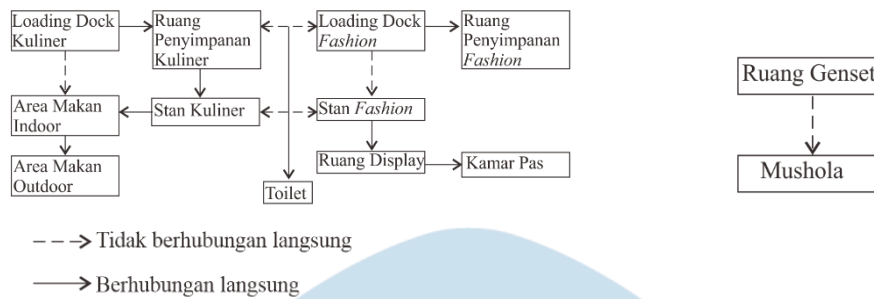 Loading Dock
Kuliner
Ruang
Penyimpanan
Kuliner
Loading Dock
Fashion
Ruang
Penyimpanan
Fashion
Ruang Genset
Area Makan
Indoor
Stan Kuliner
Stan Fashion
Area Makan
Outdoor
Ruang Display
Kamar Pas
Mushola
Toilet
Tidak berhubungan langsung
Berhubungan langsung